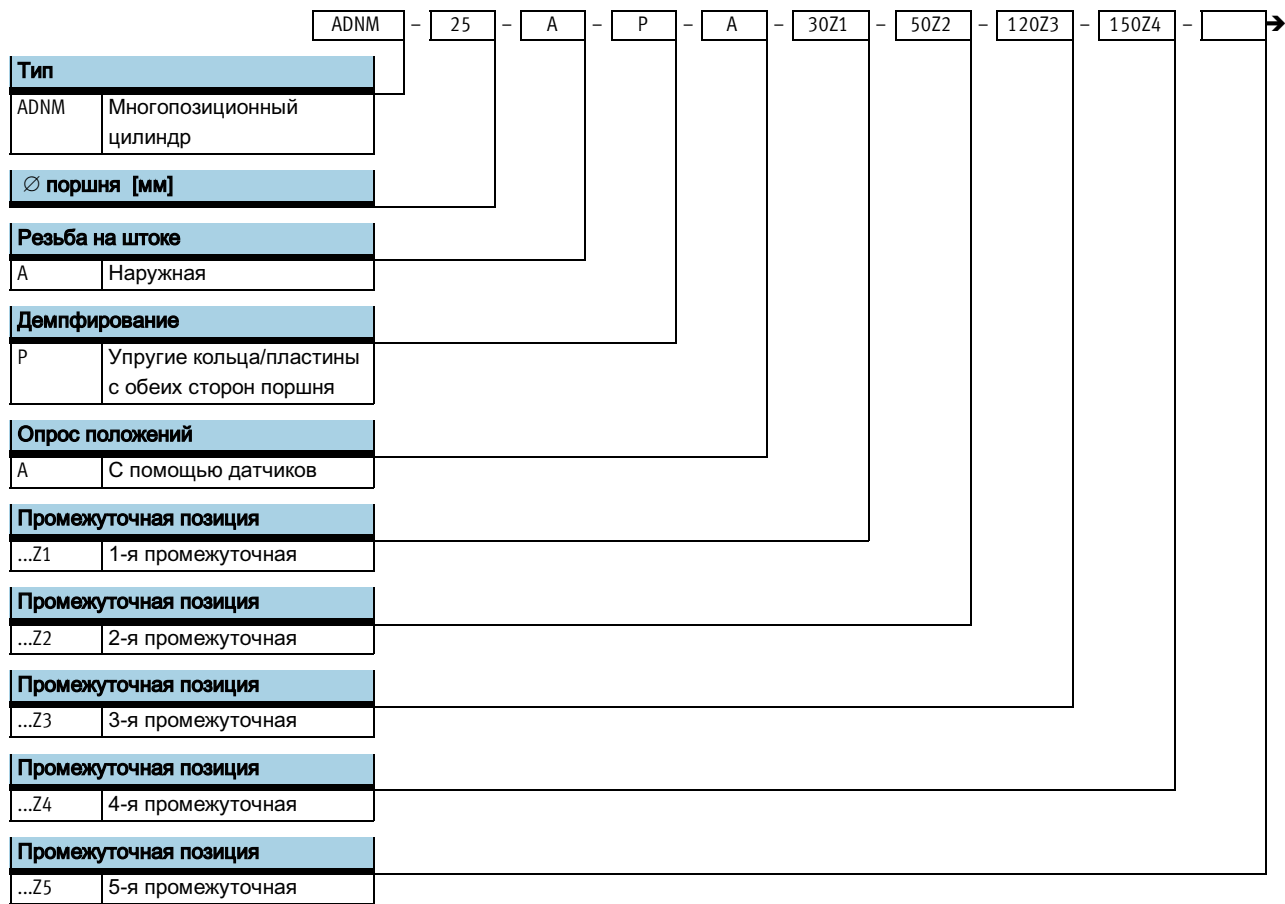 ADNM – 25 – A – P – A – 30Z1 – 50Z2 – 120Z3 – 150Z4 – ➔
Тип
ADNM Многопозиционный
цилиндр
∅ поршня [мм]
Резьба на штоке
A Наружная
Демпфирование
P Упругие кольца/пластины
с обеих сторон поршня
Опрос положений
A С помощью датчиков
Промежуточная позиция
...Z1 1-я промежуточная
Промежуточная позиция
...Z2 2-я промежуточная
Промежуточная позиция
...Z3 3-я промежуточная
Промежуточная позиция
...Z4 4-я промежуточная
Промежуточная позиция
...Z5 5-я промежуточная